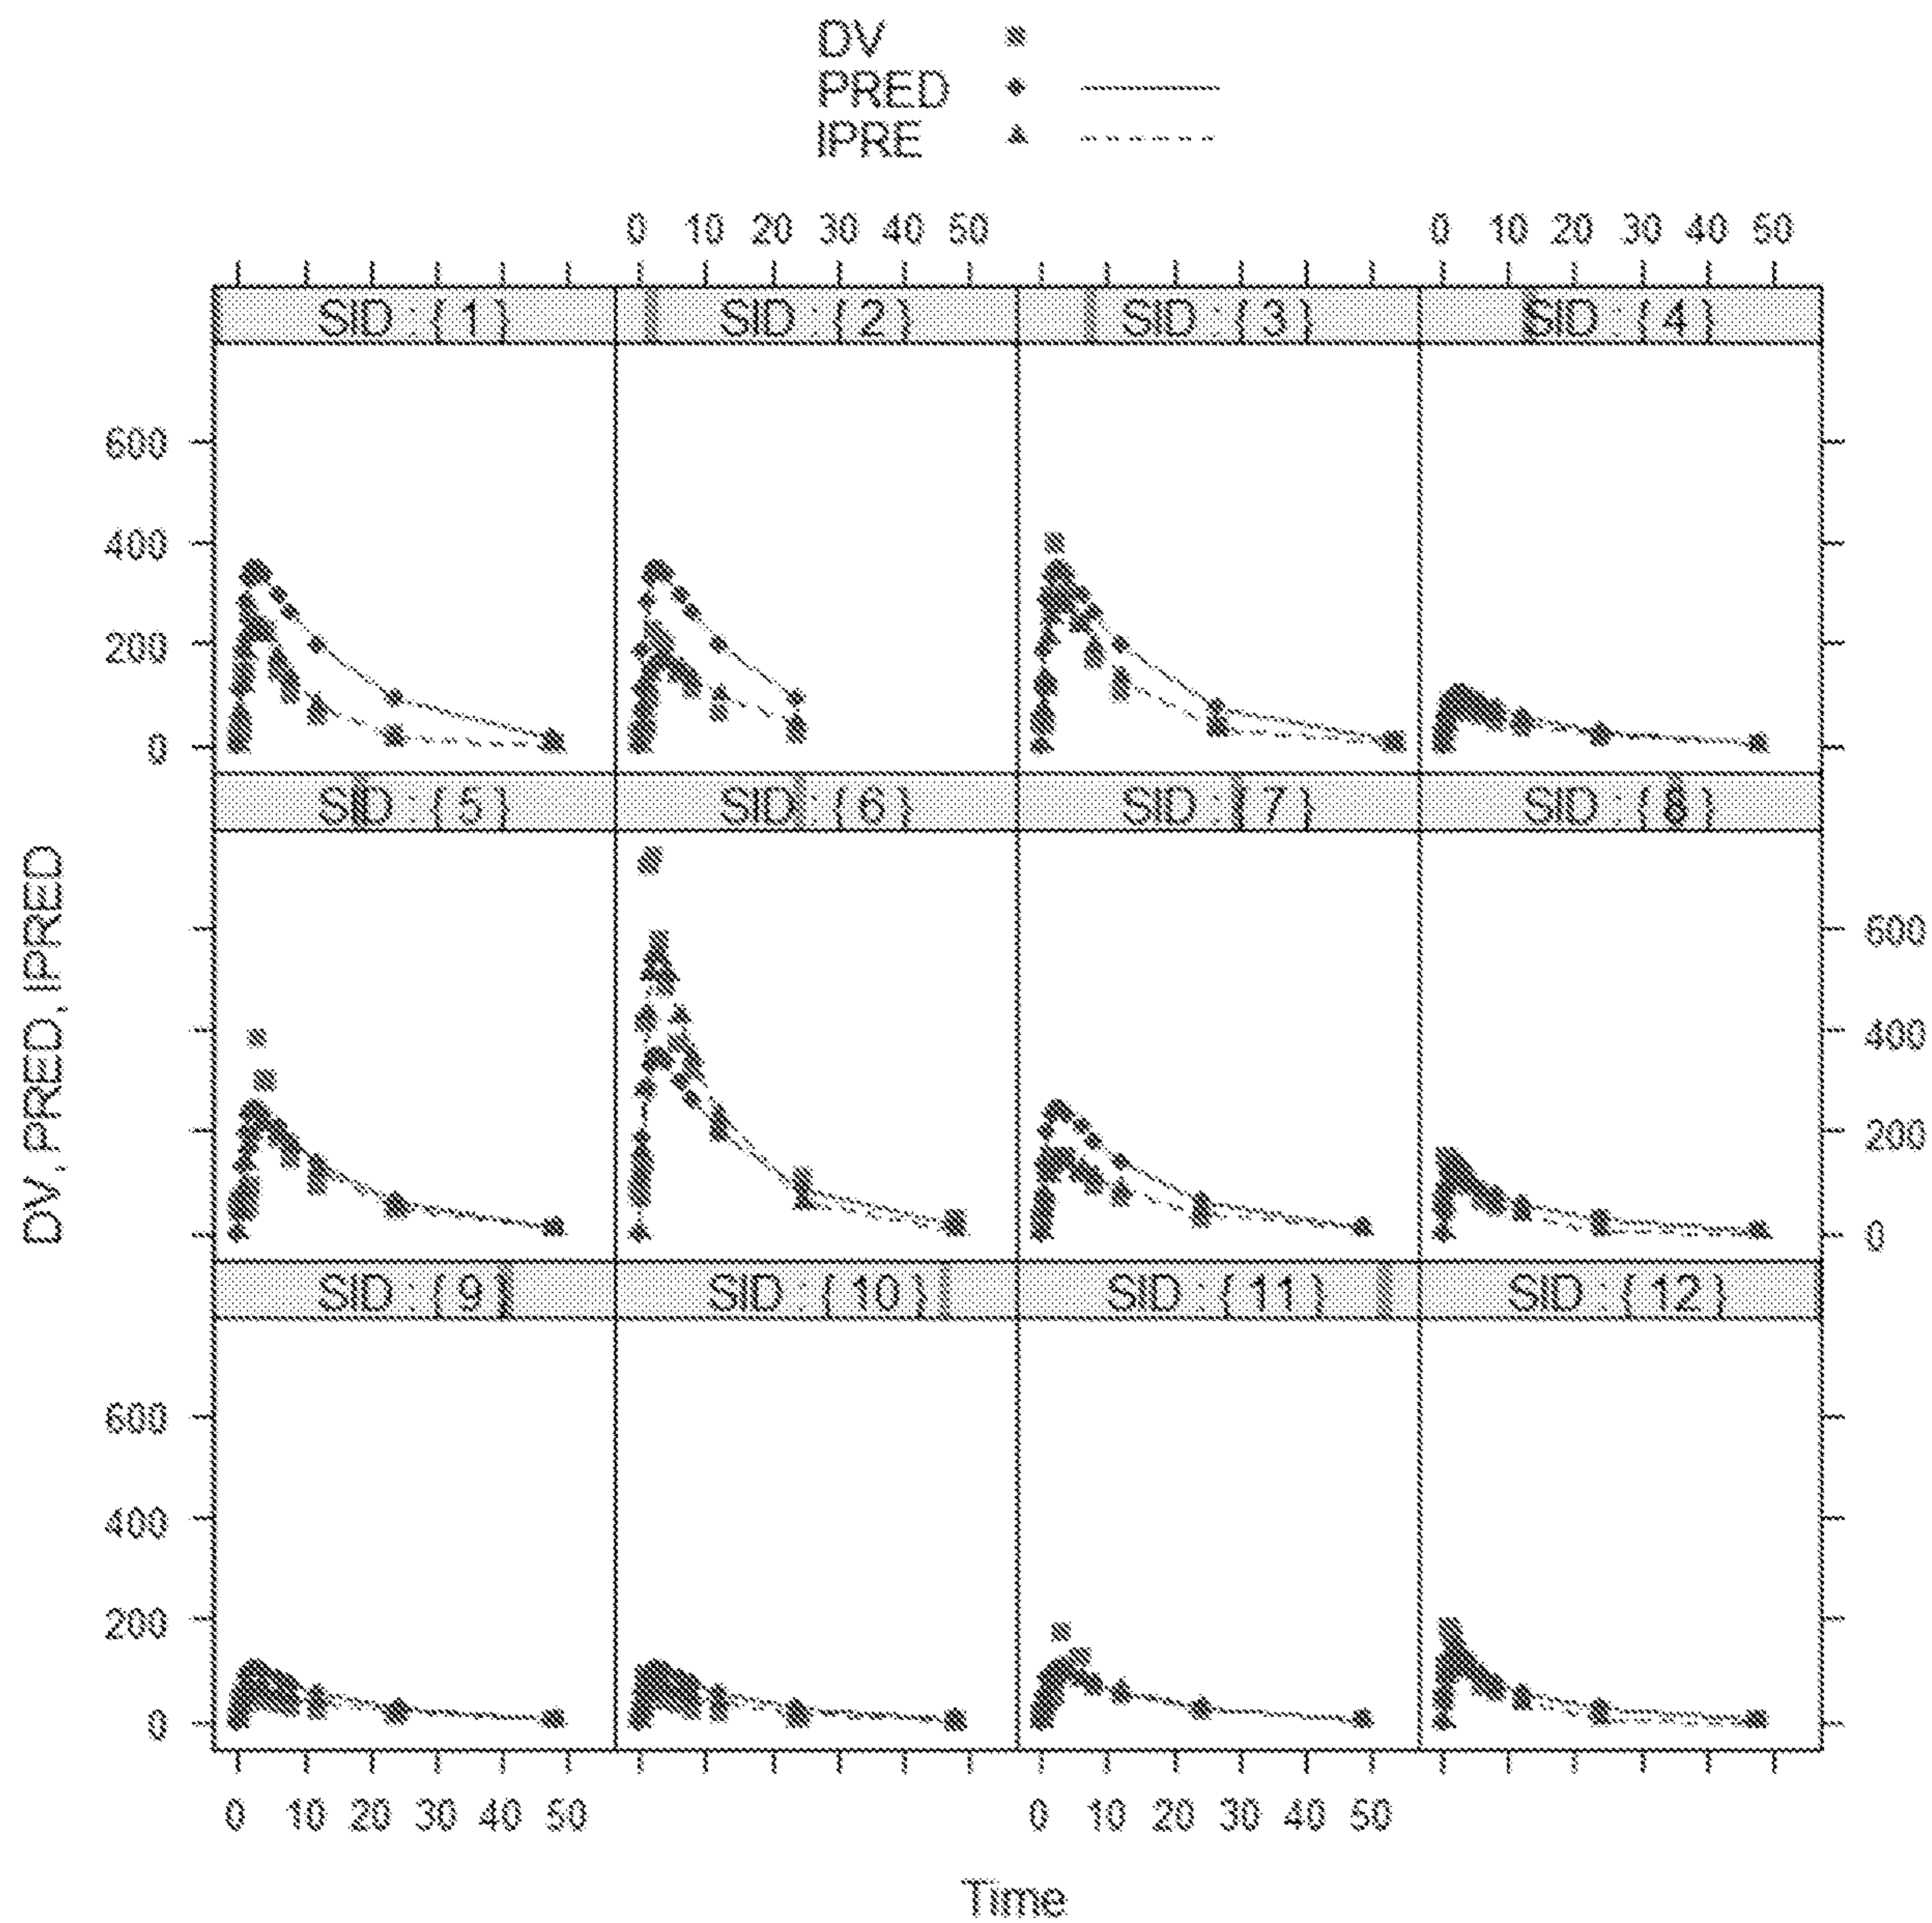 DV
PRED
IPRE
0 10 20 30 40 50 0 10 20 30 40 50
SID : { 1 } SID : { 2 } SID : { 3 } SID : { 4 }
600
400
200
0
SID : { 5 } SID : { 6 } SID : { 7 } SID : { 8 }
DV, PRED, IPRED
600
400
200
0
SID : { 9 } SID : { 10 } SID : { 11 } SID : { 12 }
600
400
200
0
0 10 20 30 40 50 0 10 20 30 40 50
Time